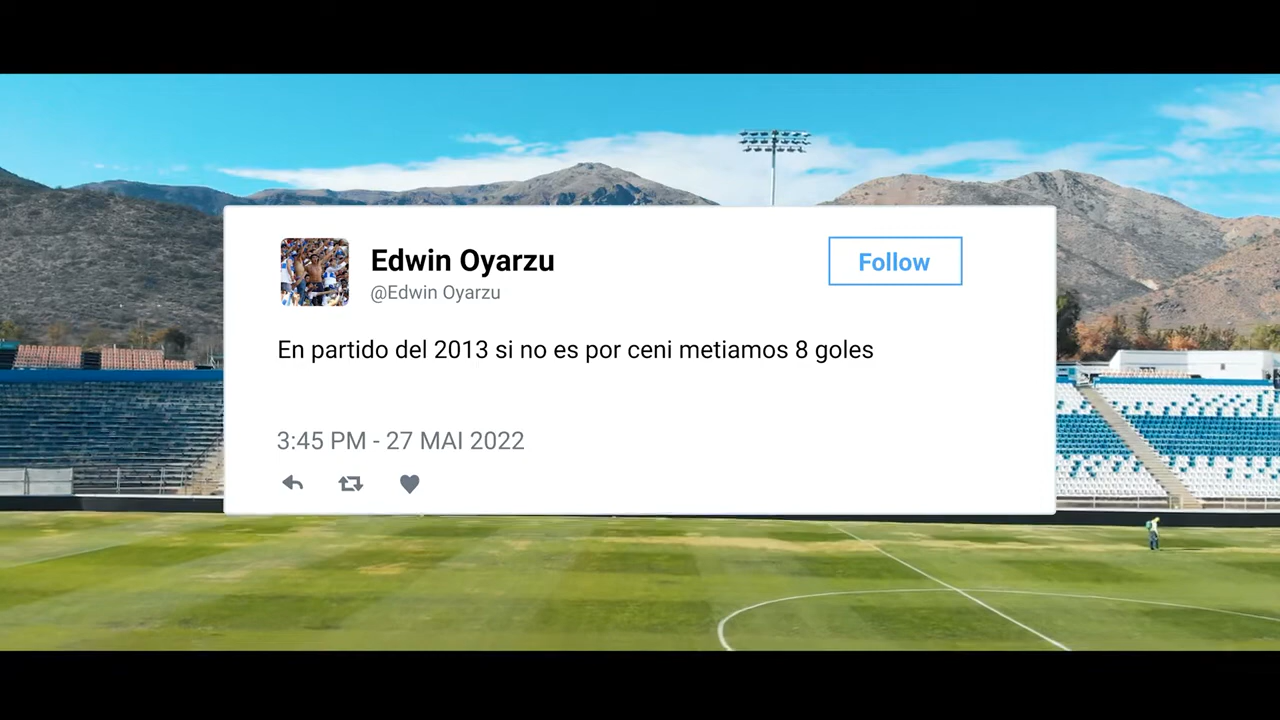 Edwin Oyarzu
Follow
@Edwin Oyarzu
En partido del 2013 si no es por ceni metiamos 8 goles
3:45 PM - 27 MAI 2022